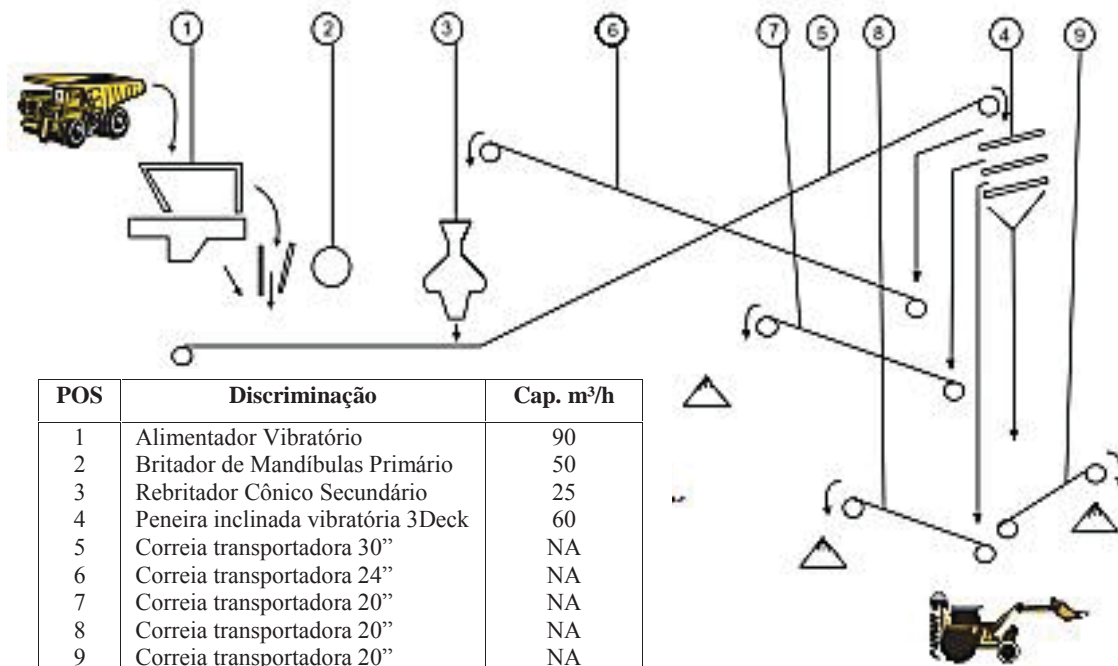 1 2 3 6 7 5 8 4 9
POS Discriminação Cap. m³/h
1 Alimentador Vibratório 90
2 Britador de Mandíbulas Primário 50
3 Rebritador Cônico Secundário 25
4 Peneira inclinada vibratória 3Deck 60
5 Correia transportadora 30” NA
6 Correia transportadora 24” NA
7 Correia transportadora 20” NA
8 Correia transportadora 20” NA
9 Correia transportadora 20” NA